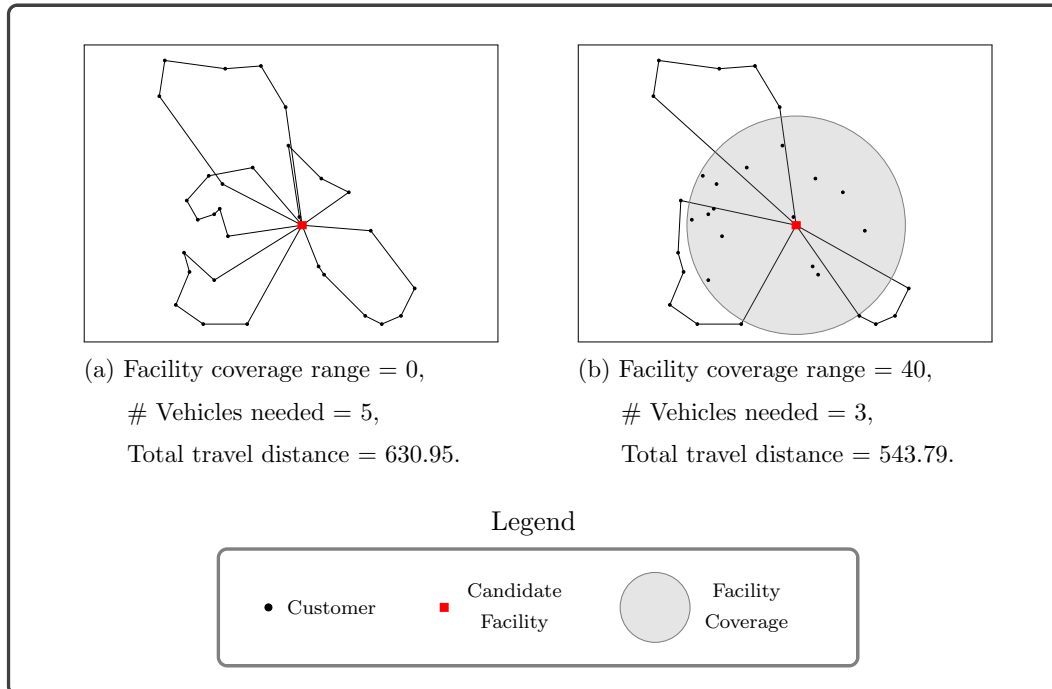 (a) Facility coverage range = 0,
# Vehicles needed = 5,
Total travel distance = 630.95.
(b) Facility coverage range = 40,
# Vehicles needed = 3,
Total travel distance = 543.79.
Legend
Customer
Candidate
Facility
Facility
Coverage